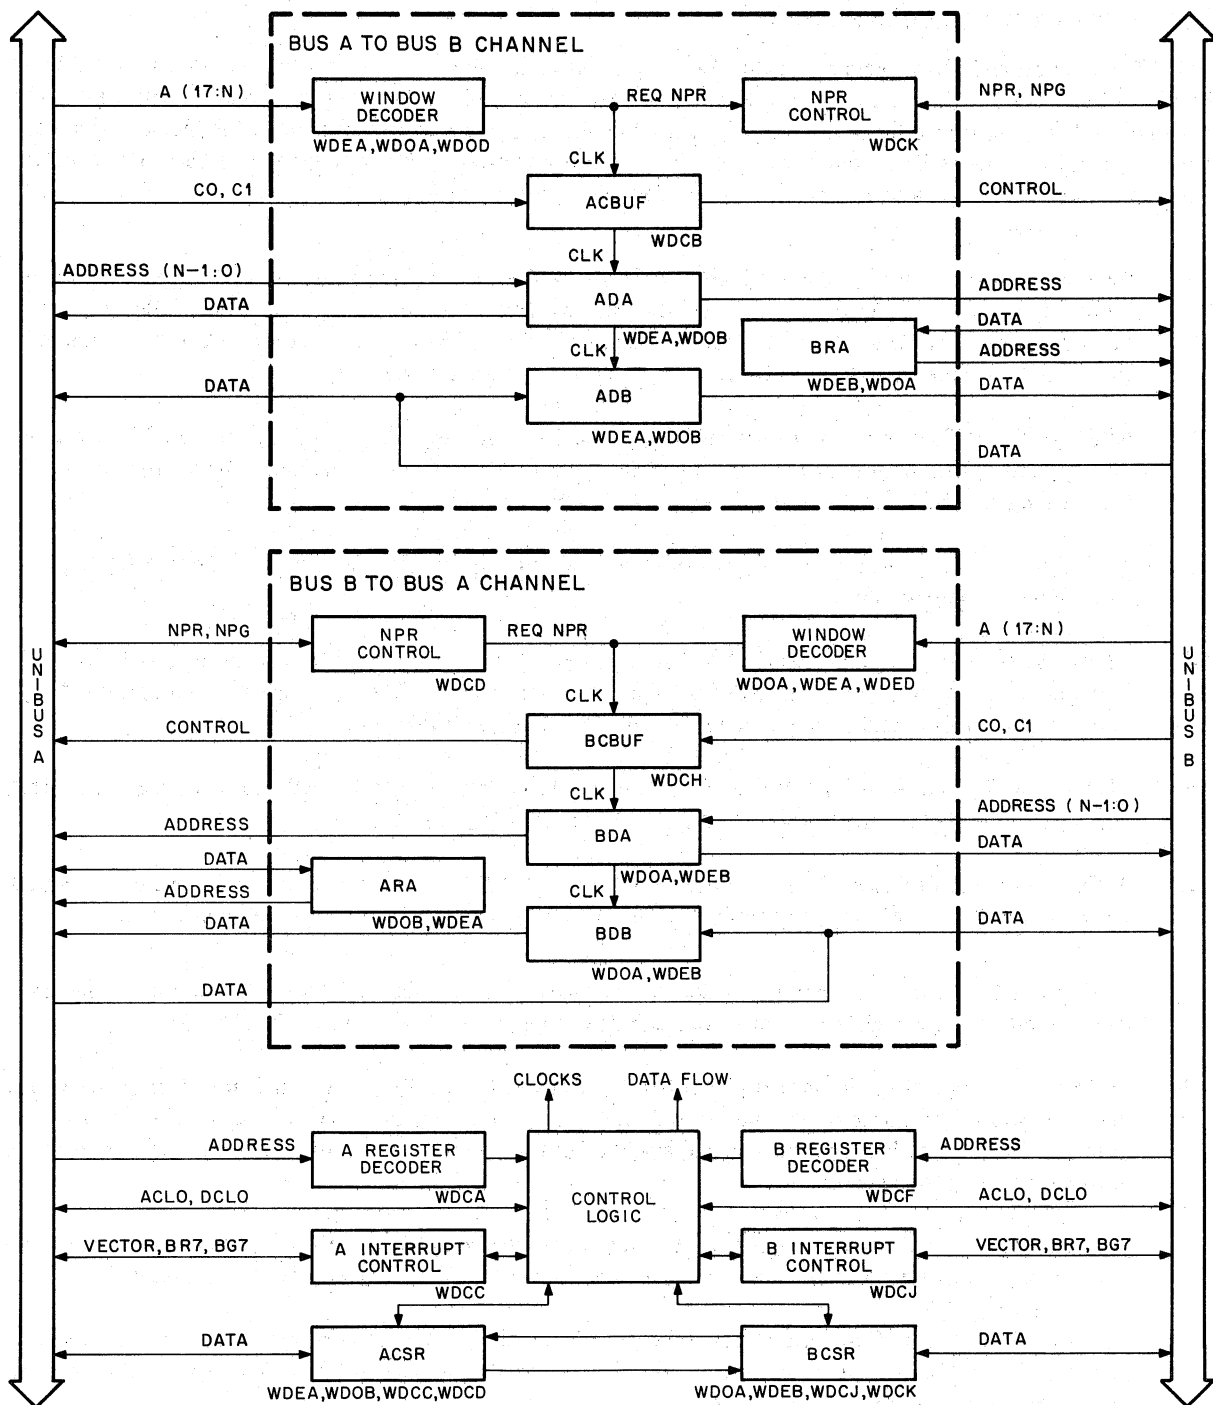 BUS A TO BUS B CHANNEL
A (17:N)
WINDOW
DECODER
WDEA,WDOA,WDOD
REQ NPR
NPR
CONTROL
WDCK
NPR, NPG
CLK
CO, C1
ACBUF
WDCB
CONTROL
CLK
ADDRESS (N-1:O)
DATA
ADA
WDEA,WDOB
ADDRESS
DATA
BRA
ADDRESS
WDEB,WDOA
CLK
DATA
ADB
WDEA,WDOB
DATA
DATA
BUS B TO BUS A CHANNEL
NPR, NPG
NPR
CONTROL
WDCD
REQ NPR
WINDOW
DECODER
WDOA, WDEA, WDED
A (17:N)
CLK
CONTROL
BCBUF
WDCH
CO, C1
CLK
ADDRESS
BDA
WDOA,WDEB
ADDRESS (N-1:O)
DATA
DATA
ARA
ADDRESS
WDOB,WDEA
CLK
DATA
BDB
WDOA,WDEB
DATA
DATA
UNIBUS A
UNIBUS B
CLOCKS
DATA FLOW
ADDRESS
A REGISTER
DECODER
WDCA
CONTROL
LOGIC
B REGISTER
DECODER
WDCF
ADDRESS
ACLO, DCLO
ACLO, DCLO
VECTOR, BR7, BG7
A INTERRUPT
CONTROL
WDCC
B INTERRUPT
CONTROL
WDCJ
VECTOR, BR7, BG7
DATA
ACSR
WDEA,WDOB,WDCC,WDCD
BCSR
WDOA,WDEB,WDCJ,WDCK
DATA